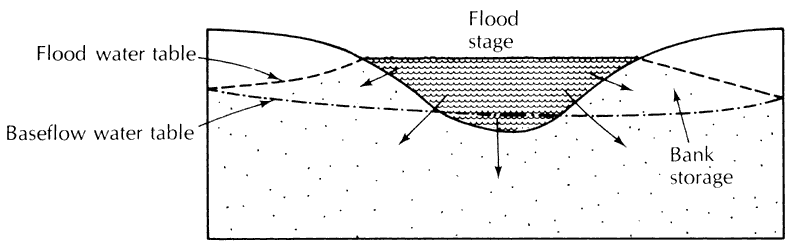 Flood
stage
Flood water table
Baseflow water table
Bank
storage